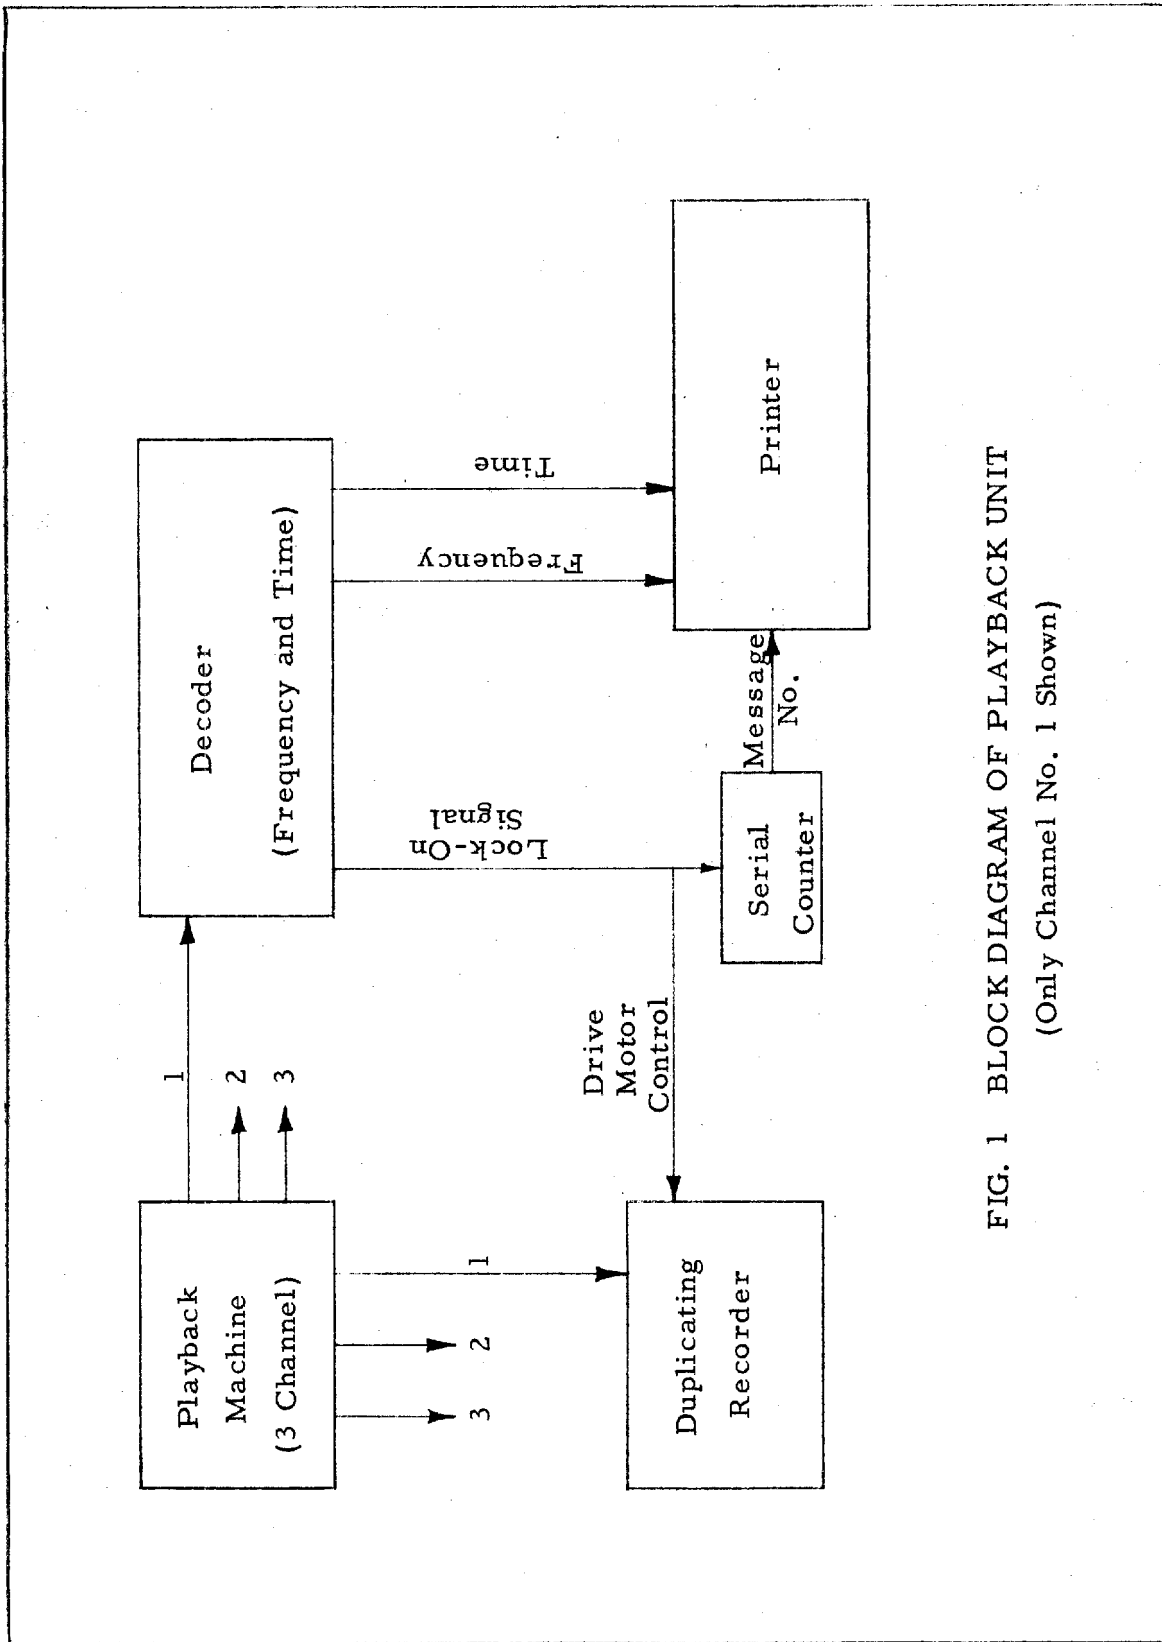 Playback
Machine
(3 Channel)
1
2
3
1
2
3
Decoder
(Frequency and Time)
Lock-On
Signal
Frequency
Time
Drive
Motor
Control
Duplicating
Recorder
Serial
Counter
Message
No.
Printer
FIG. 1 BLOCK DIAGRAM OF PLAYBACK UNIT
(Only Channel No. 1 Shown)